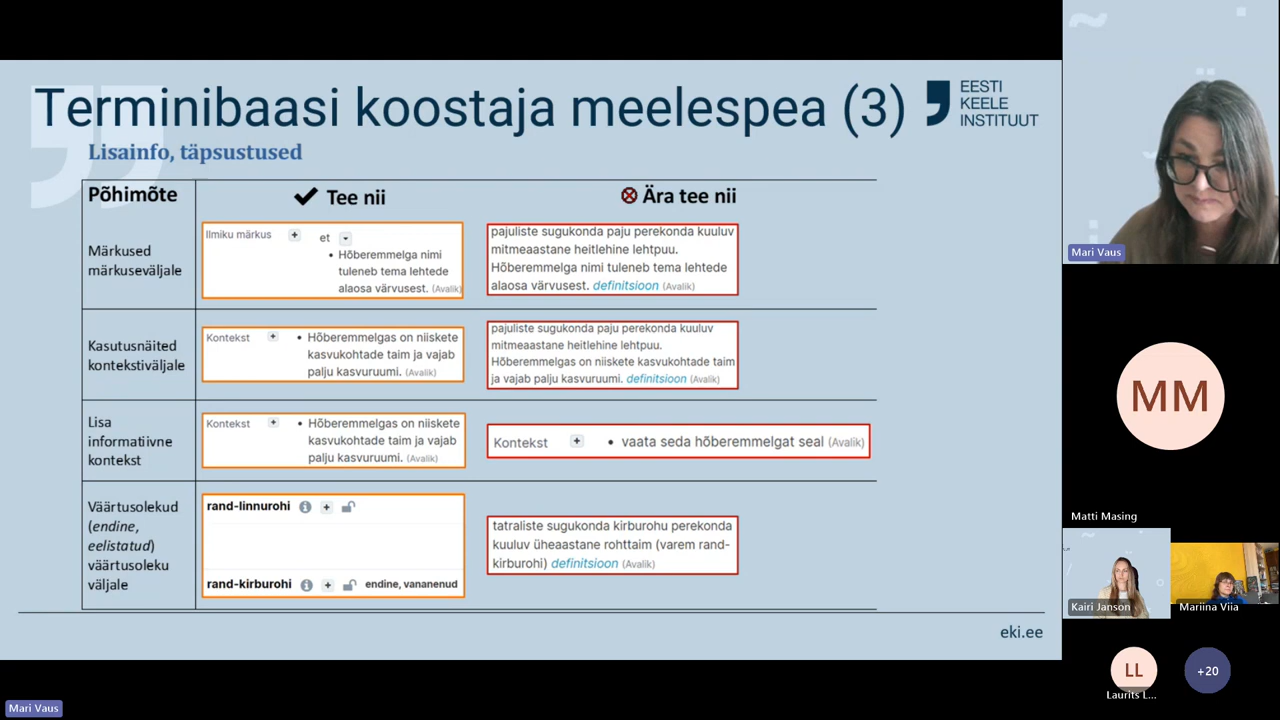 Terminibaasi koostaja meelespea (3)
EESTI
KEELE
INSTITUUT
Lisainfo, täpsustused
Põhimõte
Tee nii
Ära tee nii
Märkused
märkuseväljale
Ilmiku märkus
et
• Hõberemmelga nimi
tuleneb tema lehtede
alaosa värvusest. (Avalik)
pajuliste sugukonda paju perekonda kuuluv
mitmeaastane heitlehine lehtpuu.
Hõberemmelga nimi tuleneb tema lehtede
alaosa värvusest. definitsioon (Avalik)
Kasutusnäited
kontekstiväljale
Kontekst
• Hõberemmelgas on niiskete
kasvukohtade taim ja vajab
palju kasvuruumi. (Avalik)
pajuliste sugukonda paju perekonda kuuluv
mitmeaastane heitlehine lehtpuu.
Hõberemmelgas on niiskete kasvukohtade taim
ja vajab palju kasvuruumi. definitsioon (Avalik)
Lisa
informatiivne
kontekst
Kontekst
• Hõberemmelgas on niiskete
kasvukohtade taim ja vajab
palju kasvuruumi. (Avalik)
Kontekst
• vaata seda hõberemmelgat seal (Avalik)
Väärtusolekud
(endine,
eelistatud)
väärtusoleku
väljale
rand-linnurohi
rand-kirburohi
endine, vananenud
tatraliste sugukonda kirburohu perekonda
kuuluv üheaastane rohttaim (varem rand-
kirburohi) definitsioon (Avalik)
eki.ee
Mari Vaus
Mari Vaus
MM
Matti Masing
Kairi Janson
Mariina Viia
LL
Laurits L...
+20